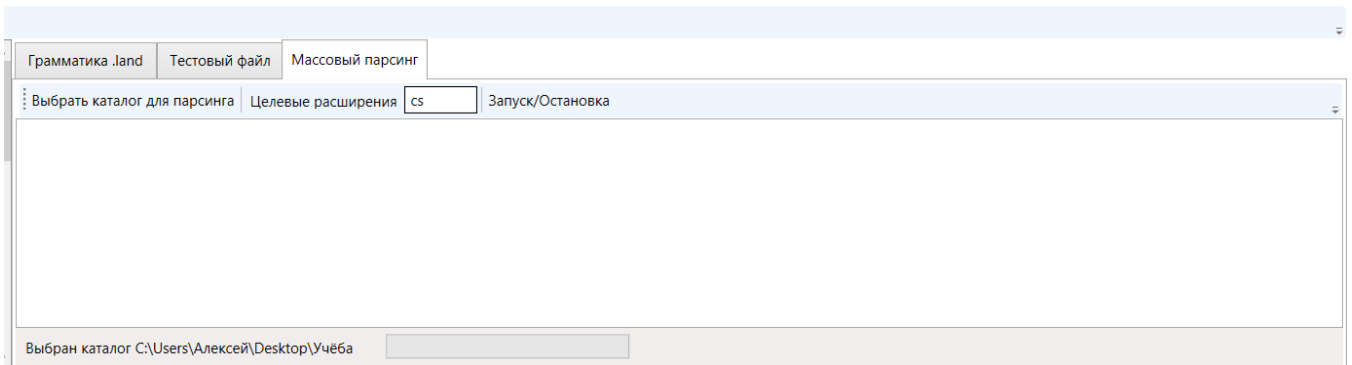 Грамматика .land Тестовый файл Массовый парсинг
Выбрать каталог для парсинга Целевые расширения cs Запуск/Остановка
Выбран каталог C:\Users\Алексей\Desktop\Учёба